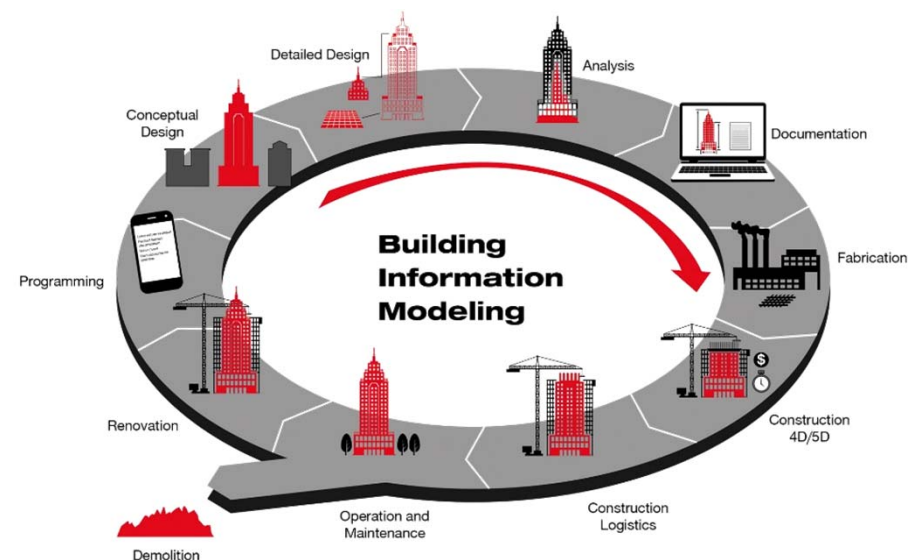 Building
Information
Modeling
Programming
Conceptual
Design
Detailed Design
Analysis
Documentation
Fabrication
$
Construction
4D/5D
Construction
Logistics
Operation and
Maintenance
Renovation
Demolition